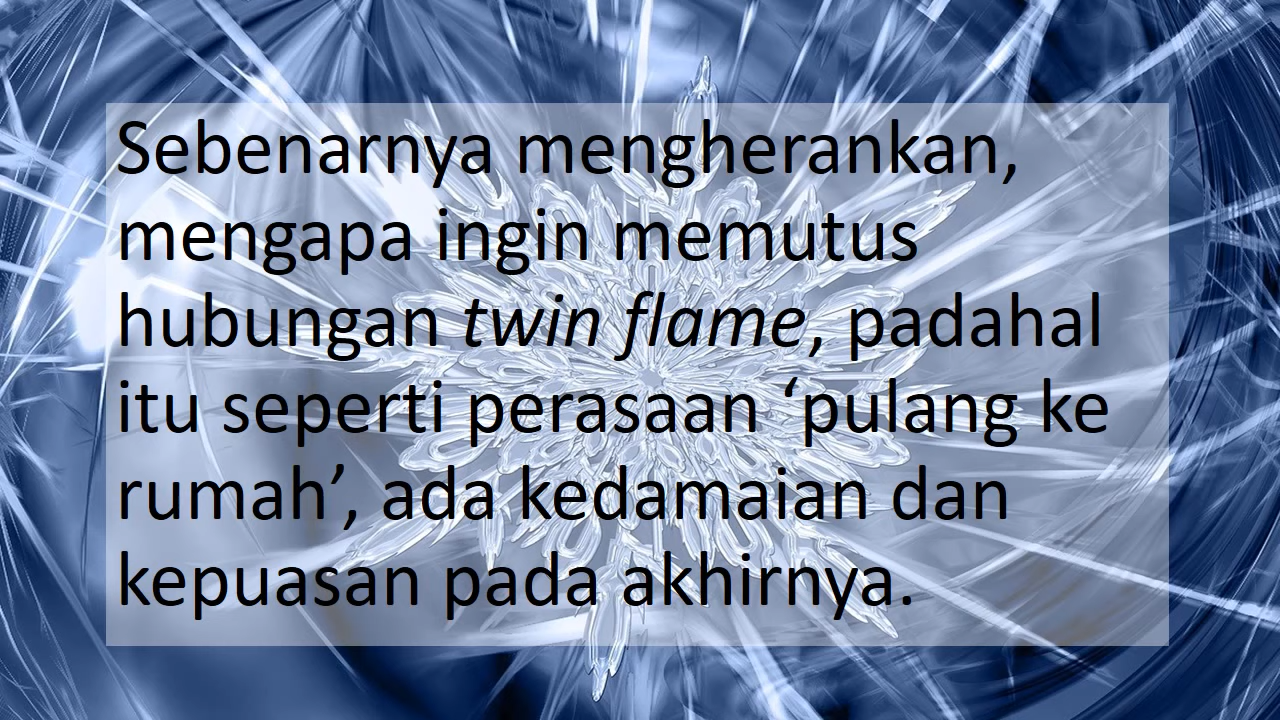 Sebenarnya mengherankan,
mengapa ingin memutus
hubungan twin flame, padahal
itu seperti perasaan ‘pulang ke
rumah’, ada kedamaian dan
kepuasan pada akhirnya.